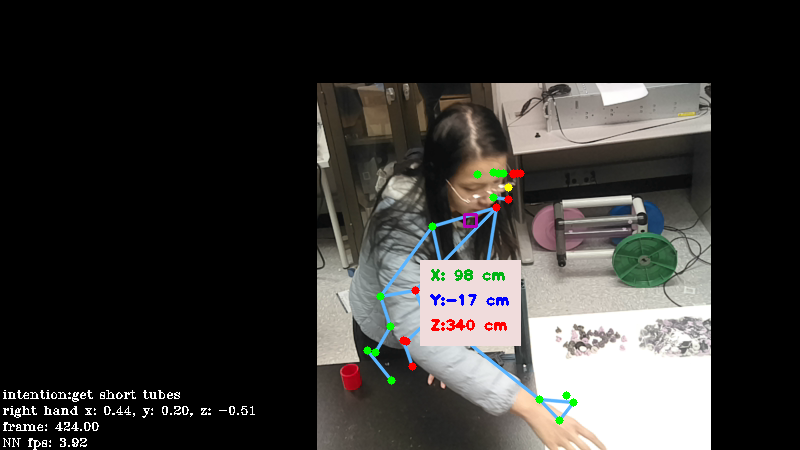 X: 98 cm
Y:-17 cm
Z:340 cm
intention:get short tubes
right hand x: 0.44, y: 0.20, z: -0.51
frame: 424.00
NN fps: 3.92